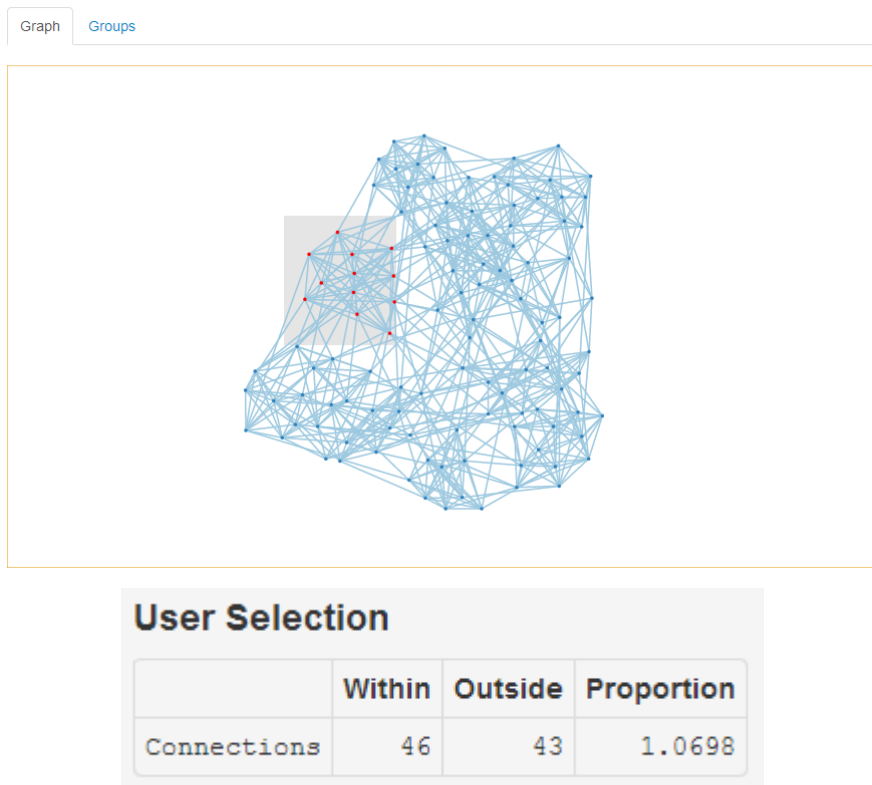 Graph Groups
User Selection
Within Outside Proportion
Connections 46 43 1.0698